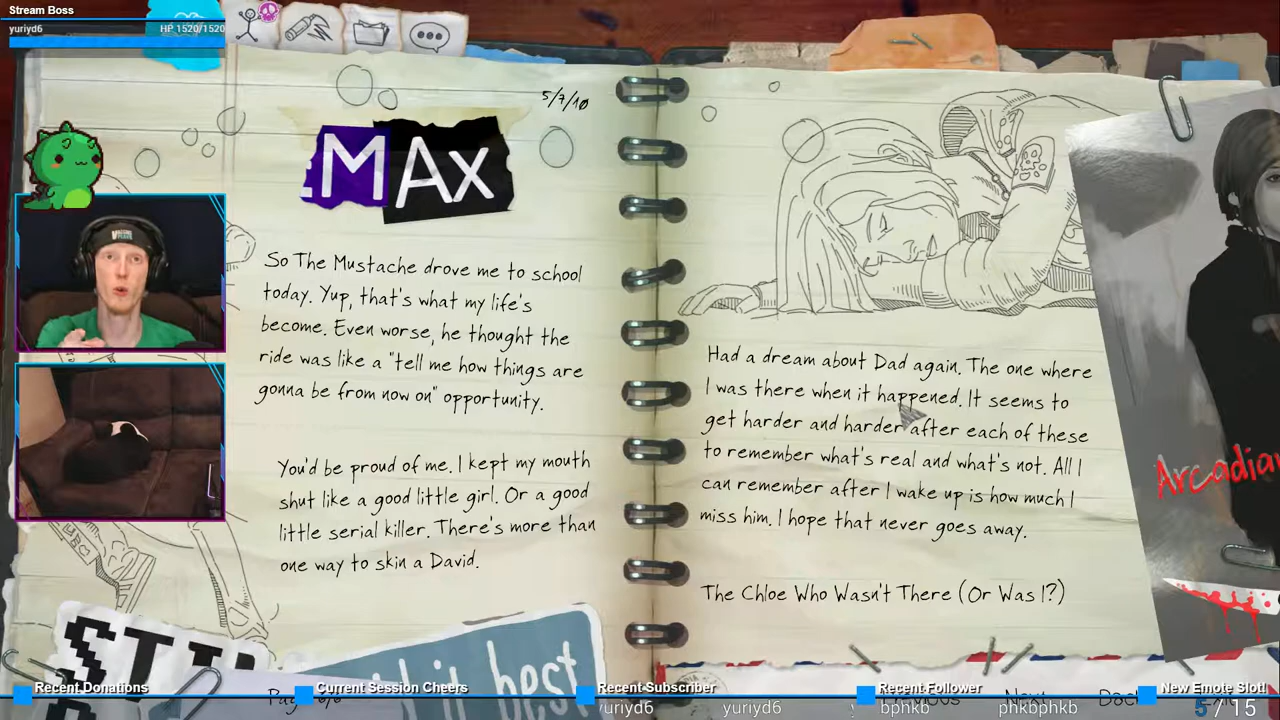 Stream Boss
yuriyd6 HP 1520/1520
5/7/10
MAx
So The Mustache drove me to school
today. Yup, that's what my life's
become. Even worse, he thought the
ride was like a "tell me how things are
gonna be from now on" opportunity.
You'd be proud of me. I kept my mouth
shut like a good little girl. Or a good
little serial killer. There's more than
one way to skin a David.
Had a dream about Dad again. The one where
I was there when it happened. It seems to
get harder and harder after each of these
to remember what's real and what's not. All I
can remember after I wake up is how much I
miss him. I hope that never goes away.
The Chloe Who Wasn't There (Or Was I?)
Arcadian
best
Recent Donations
Current Session Cheers
Recent Subscriber
Recent Follower
New Emote Slot!
yuriyd6
yuriyd6
bphkb
phkbphkb
5 / 15